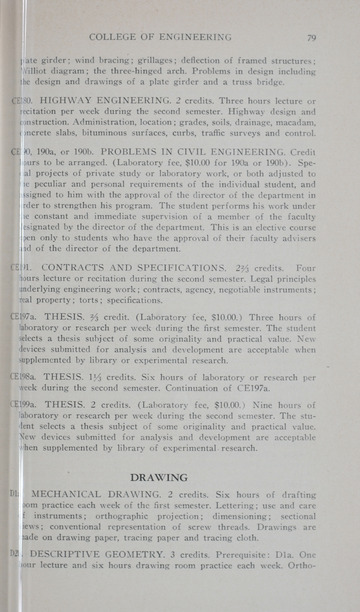 COLLEGE OF ENGINEERING 79
plate girder; wind bracing; grillages; deflection of framed structures;
Williot diagram; the three-hinged arch. Problems in design including
the design and drawings of a plate girder and a truss bridge.
HIGHWAY ENGINEERING. 2 credits. Three hours lecture or
recitation per week during the second semester. Highway design and
construction. Administration, location; grades, soils, drainage, macadam,
concrete slabs, bituminous surfaces, curbs, traffic surveys and control.
190a, or 190b. PROBLEMS IN CIVIL ENGINEERING. Credit
hours to be arranged. (Laboratory fee, $10.00 for 190a or 190b). Spe-
cial projects of private study or laboratory work, or both adjusted to
the peculiar and personal requirements of the individual student, and
assigned to him with the approval of the director of the department in
order to strengthen his program. The student performs his work under
the constant and immediate supervision of a member of the faculty
designated by the director of the department. This is an elective course
open only to students who have the approval of their faculty advisers
and of the director of the department.
CONTRACTS AND SPECIFICATIONS. 2⅔ credits. Four
hours lecture or recitation during the second semester. Legal principles
underlying engineering work; contracts, agency, negotiable instruments;
real property; torts; specifications.
CE197a. THESIS. ⅔ credit. (Laboratory fee, $10.00.) Three hours of
laboratory or research per week during the first semester. The student
selects a thesis subject of some originality and practical value. New
devices submitted for analysis and development are acceptable when
supplemented by library or experimental research.
CE198a. THESIS. 1⅓ credits. Six hours of laboratory or research per
week during the second semester. Continuation of CE197a.
CE199a. THESIS. 2 credits. (Laboratory fee, $10.00.) Nine hours of
laboratory or research per week during the second semester. The stu-
dent selects a thesis subject of some originality and practical value.
New devices submitted for analysis and development are acceptable
when supplemented by library of experimental research.
DRAWING
D1a. MECHANICAL DRAWING. 2 credits. Six hours of drafting
room practice each week of the first semester. Lettering; use and care
of instruments; orthographic projection; dimensioning; sectional
views; conventional representation of screw threads. Drawings are
made on drawing paper, tracing paper and tracing cloth.
DESCRIPTIVE GEOMETRY. 3 credits. Prerequisite: D1a. One
hour lecture and six hours drawing room practice each week. Ortho-